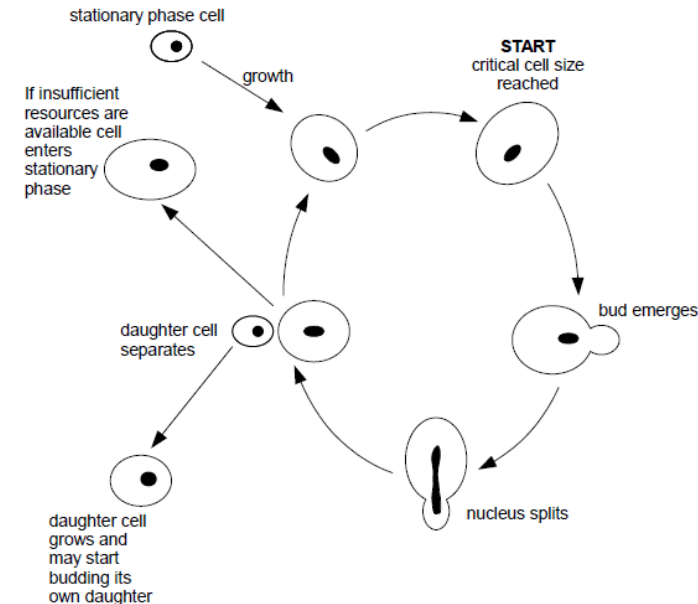 stationary phase cell
growth
START
critical cell size
reached
If insufficient
resources are
available cell
enters
stationary
phase
bud emerges
daughter cell
separates
nucleus splits
daughter cell
grows and
may start
budding its
own daughter